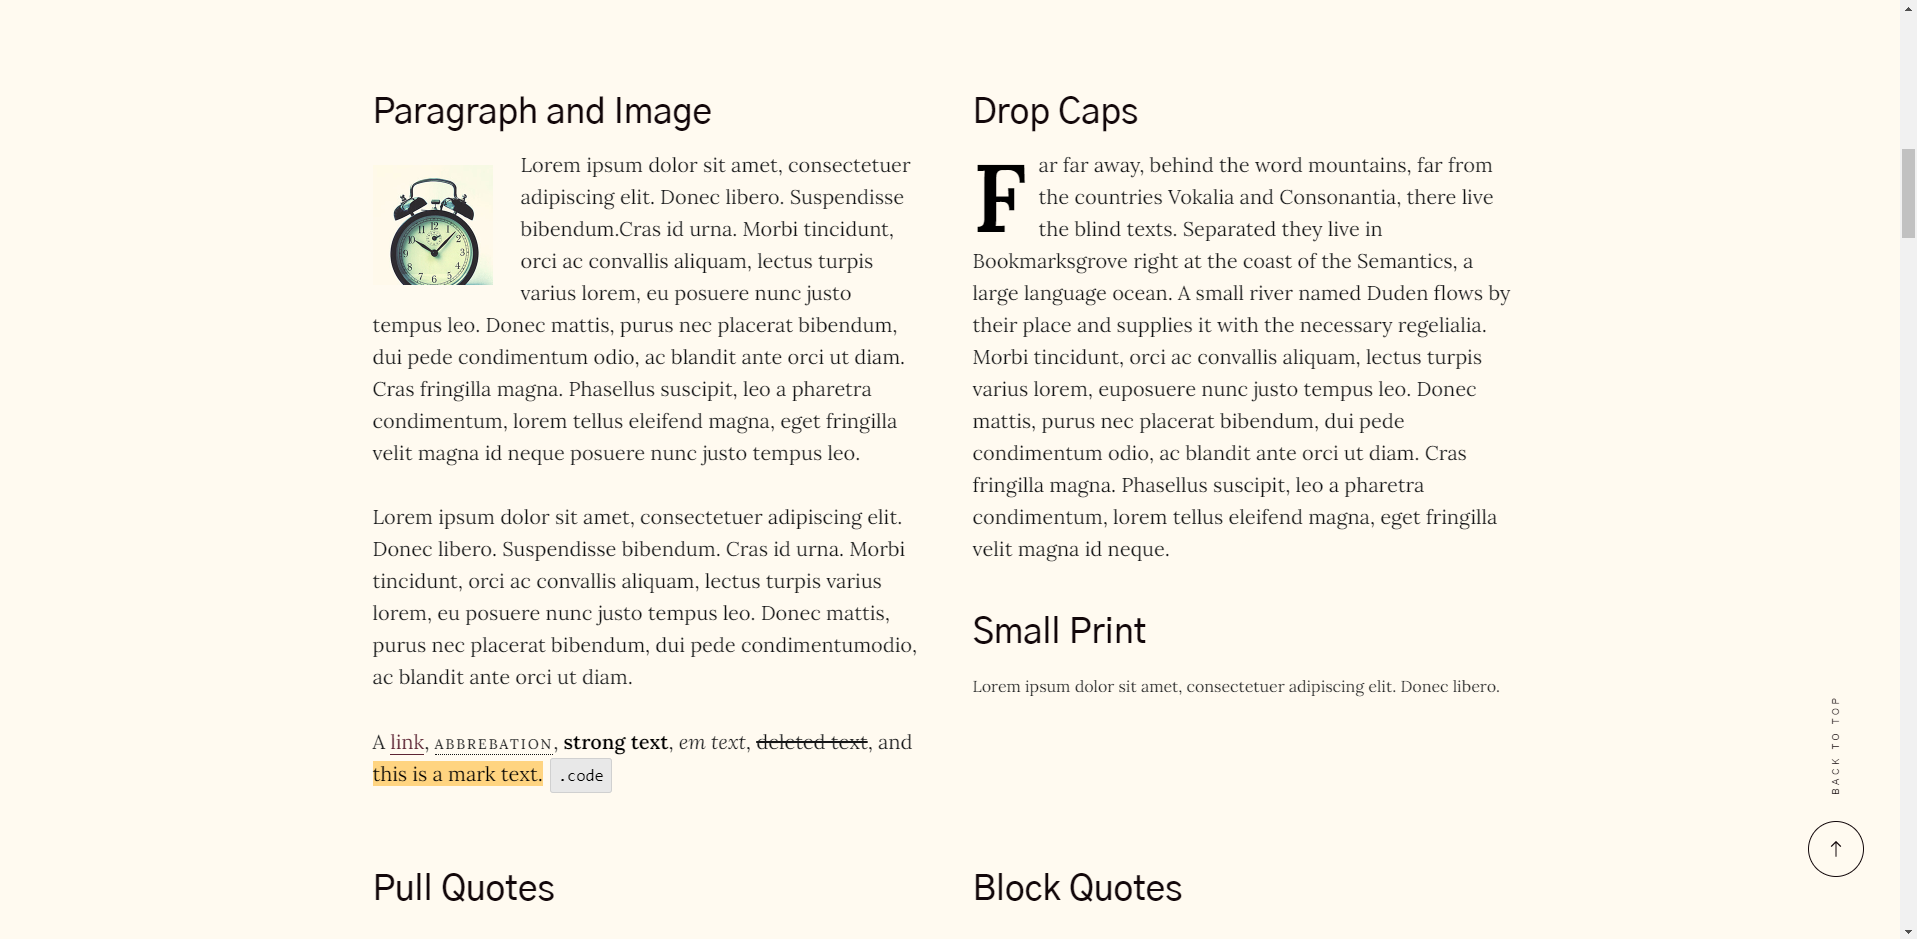 Paragraph and Image
Lorem ipsum dolor sit amet, consectetuer
adipiscing elit. Donec libero. Suspendisse
bibendum.Cras id urna. Morbi tincidunt,
orci ac convallis aliquam, lectus turpis
varius lorem, eu posuere nunc justo
tempus leo. Donec mattis, purus nec placerat bibendum,
dui pede condimentum odio, ac blandit ante orci ut diam.
Cras fringilla magna. Phasellus suscipit, leo a pharetra
condimentum, lorem tellus eleifend magna, eget fringilla
velit magna id neque posuere nunc justo tempus leo.
Lorem ipsum dolor sit amet, consectetuer adipiscing elit.
Donec libero. Suspendisse bibendum. Cras id urna. Morbi
tincidunt, orci ac convallis aliquam, lectus turpis varius
lorem, eu posuere nunc justo tempus leo. Donec mattis,
purus nec placerat bibendum, dui pede condimentumodio,
ac blandit ante orci ut diam.
A link, ABBREBATION, strong text, em text, deleted text, and
this is a mark text. .code
Drop Caps
Far far away, behind the word mountains, far from
the countries Vokalia and Consonantia, there live
the blind texts. Separated they live in
Bookmarksgrove right at the coast of the Semantics, a
large language ocean. A small river named Duden flows by
their place and supplies it with the necessary regelialia.
Morbi tincidunt, orci ac convallis aliquam, lectus turpis
varius lorem, euposuere nunc justo tempus leo. Donec
mattis, purus nec placerat bibendum, dui pede
condimentum odio, ac blandit ante orci ut diam. Cras
fringilla magna. Phasellus suscipit, leo a pharetra
condimentum, lorem tellus eleifend magna, eget fringilla
velit magna id neque.
Small Print
Lorem ipsum dolor sit amet, consectetuer adipiscing elit. Donec libero.
Pull Quotes
Block Quotes
BACK TO TOP